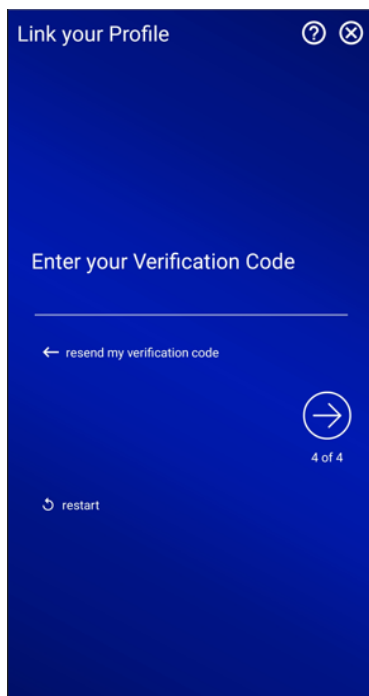 Link your Profile
Enter your Verification Code
resend my verification code
4 of 4
restart